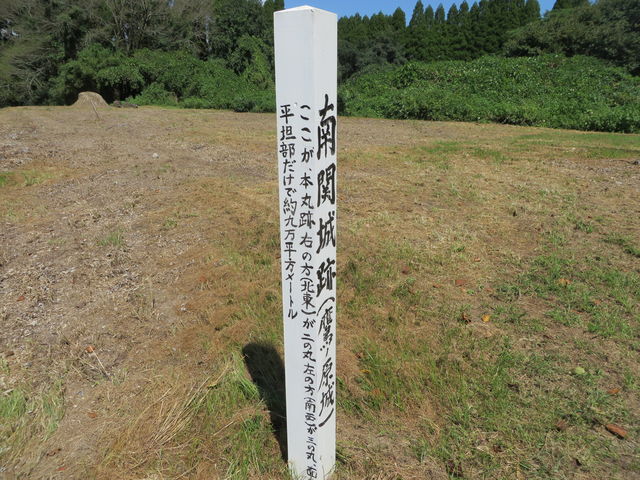 南関城跡(鷹ノ原城)
ここが、本丸跡右の方(北東)が二の丸左の方(南西)が三の丸、面
平坦部だけで約九万平方メートル